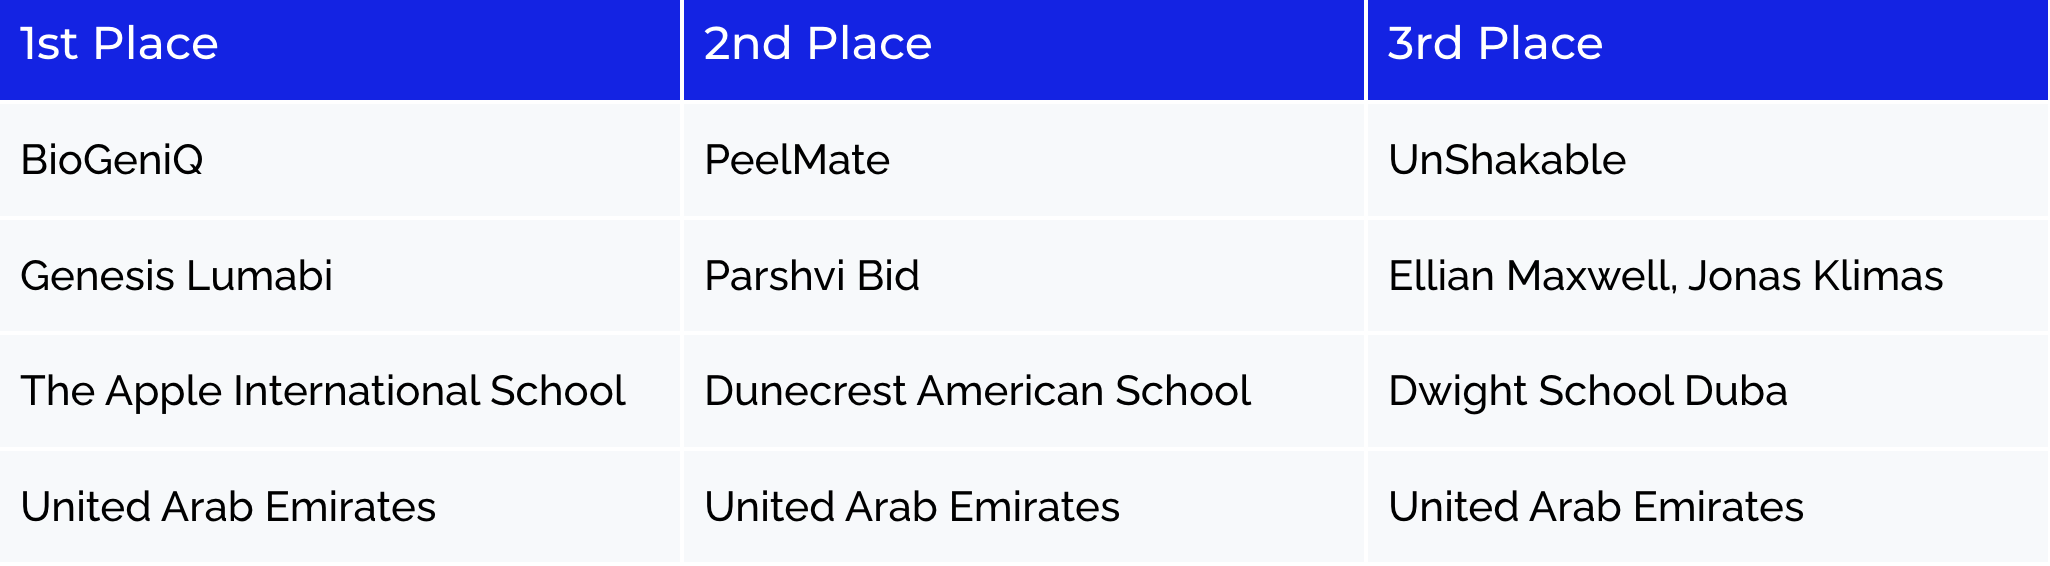 1st Place 2nd Place 3rd Place
BioGeniQ PeelMate UnShakable
Genesis Lumabi Parshvi Bid Ellian Maxwell, Jonas Klimas
The Apple International School Dunecrest American School Dwight School Duba
United Arab Emirates United Arab Emirates United Arab Emirates